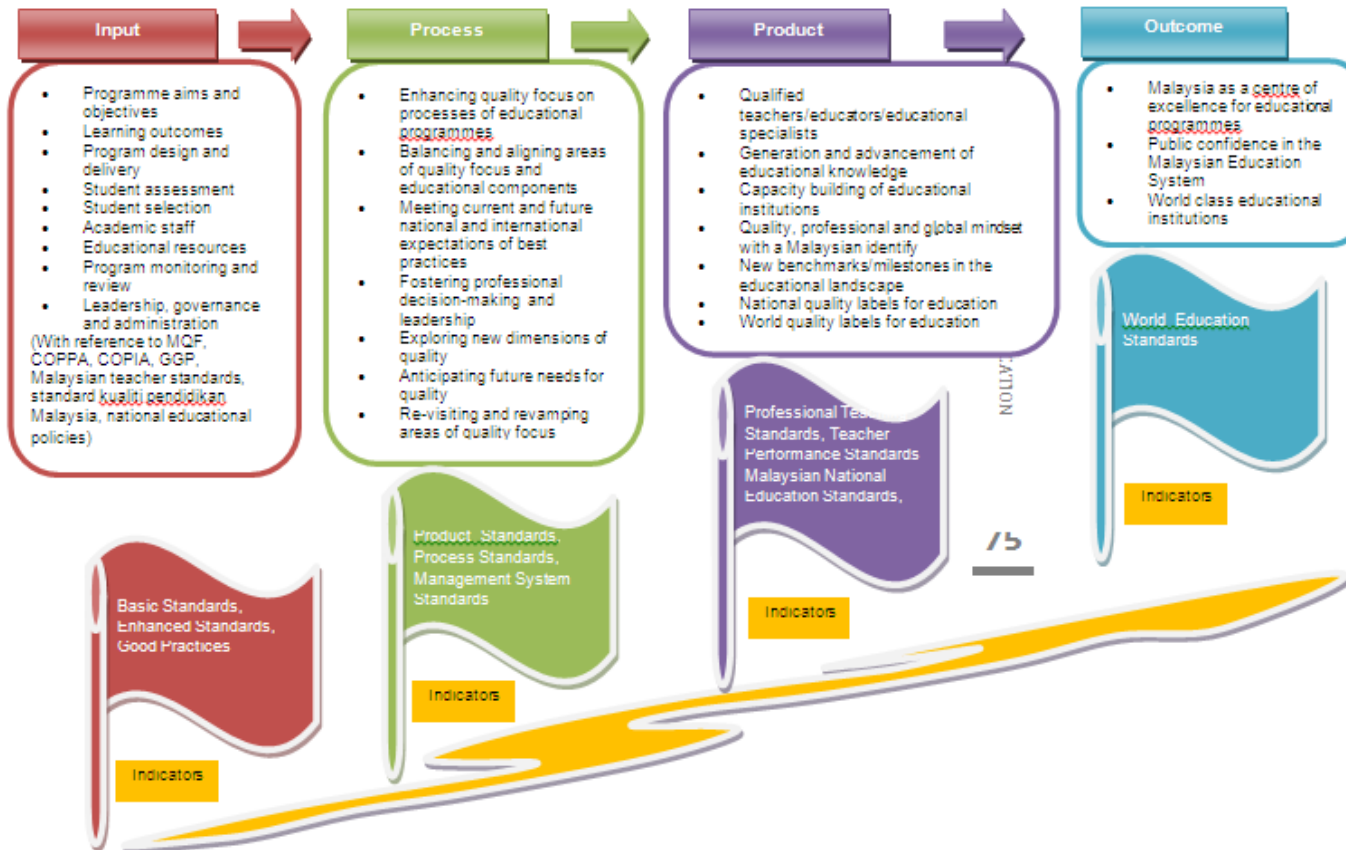 Input
Process
Product
Outcome
• Programme aims and
objectives
• Learning outcomes
• Program design and
delivery
• Student assessment
• Student selection
• Academic staff
• Educational resources
• Program monitoring and
review
• Leadership, governance
and administration
(With reference to MQF,
COPPA, COPIA, GGP,
Malaysian teacher standards,
standard kualiti pendidikan
Malaysia, national educational
policies)
• Enhancing quality focus on
processes of educational
programmes
• Balancing and aligning areas
of quality focus and
educational components
• Meeting current and future
national and international
expectations of best
practices
• Fostering professional
decision-making and
leadership
• Exploring new dimensions of
quality
• Anticipating future needs for
quality
• Re-visiting and revamping
areas of quality focus
• Qualified
teachers/educators/educational
specialists
• Generation and advancement of
educational knowledge
• Capacity building of educational
institutions
• Quality, professional and global mindset
with a Malaysian identify
• New benchmarks/milestones in the
educational landscape
• National quality labels for education
• World quality labels for education
• Malaysia as a centre of
excellence for educational
programmes
• Public confidence in the
Malaysian Education
System
• World class educational
institutions
Basic Standards,
Enhanced Standards,
Good Practices
Indicators
Product Standards,
Process Standards,
Management System
Standards
Indicators
Professional
Standards, Teacher
Performance Standards
Malaysian National
Education Standards,
Indicators
World Education
Standards
Indicators
CATION
75